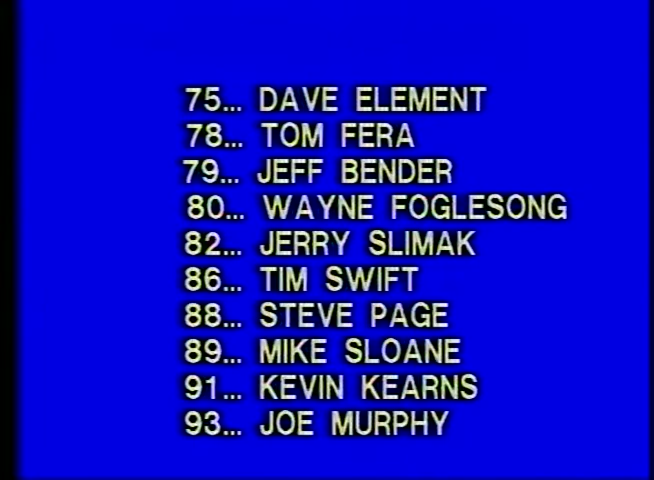 75... DAVE ELEMENT
78... TOM FERA
79... JEFF BENDER
80... WAYNE FOGLESONG
82... JERRY SLIMAK
86... TIM SWIFT
88... STEVE PAGE
89... MIKE SLOANE
91... KEVIN KEARNS
93... JOE MURPHY